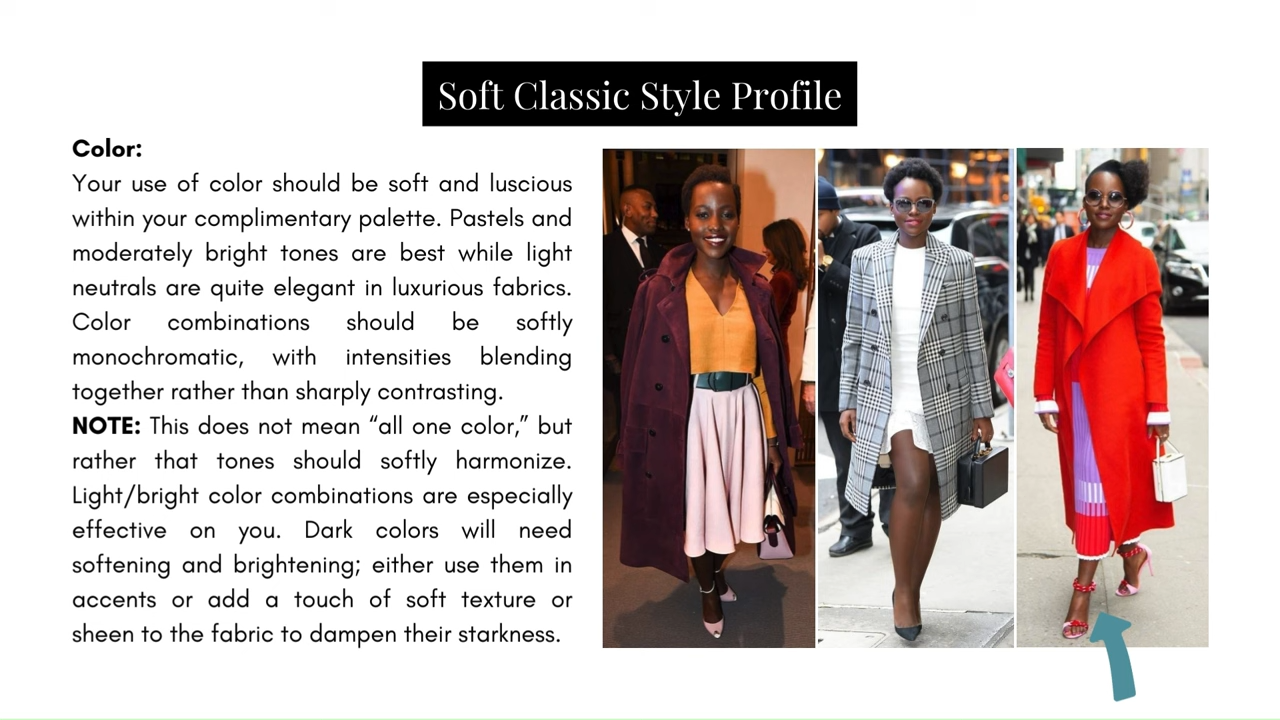 Soft Classic Style Profile
Color:
Your use of color should be soft and luscious
within your complimentary palette. Pastels and
moderately bright tones are best while light
neutrals are quite elegant in luxurious fabrics.
Color combinations should be softly
monochromatic, with intensities blending
together rather than sharply contrasting.
NOTE: This does not mean “all one color,” but
rather that tones should softly harmonize.
Light/bright color combinations are especially
effective on you. Dark colors will need
softening and brightening; either use them in
accents or add a touch of soft texture or
sheen to the fabric to dampen their starkness.